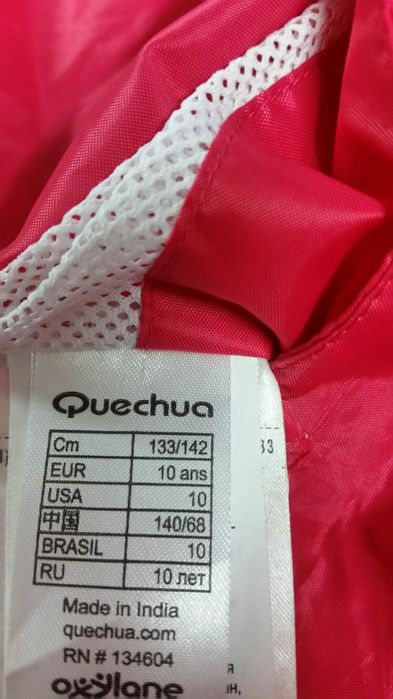 Quechua
Cm 133/142
EUR 10 ans
USA 10
中国 140/68
BRASIL 10
RU 10 лет
Made in India
quechua.com
RN # 134604
oxylane
33